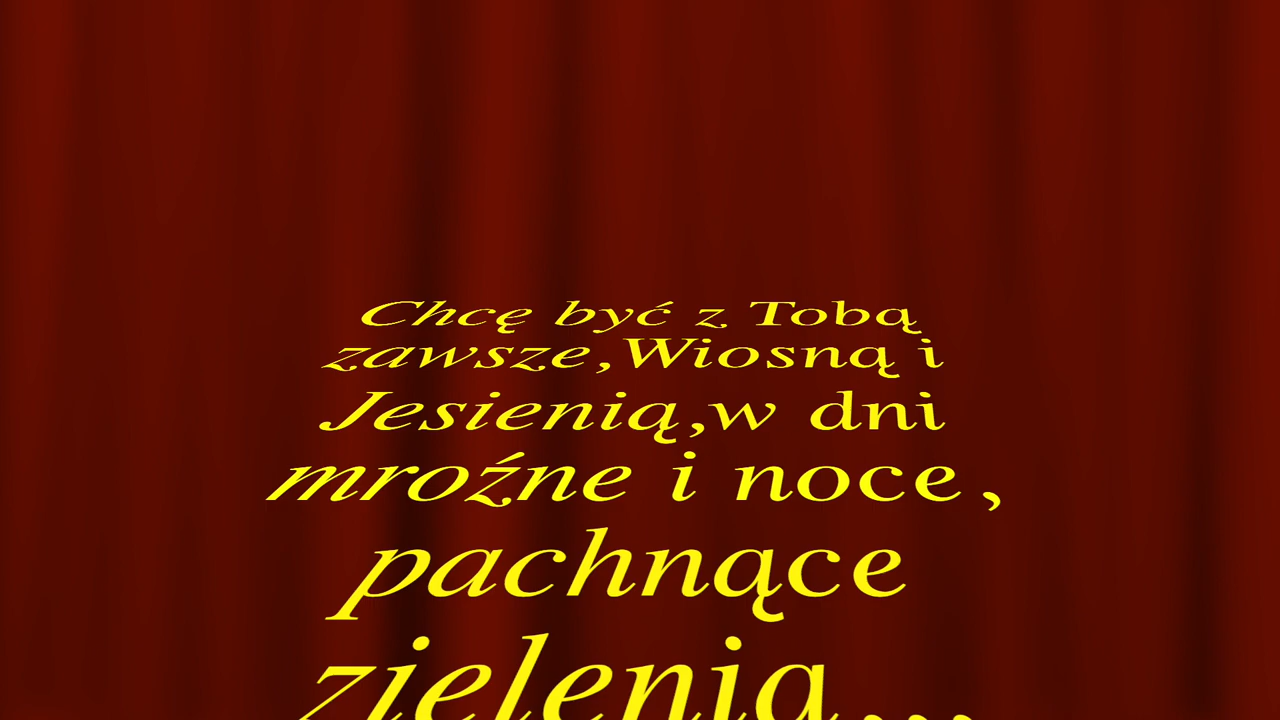 Chcę być z Tobą
zawsze,Wiosną i
Jesienią,w dni
mroźne i noce,
pachnące
zielenią...